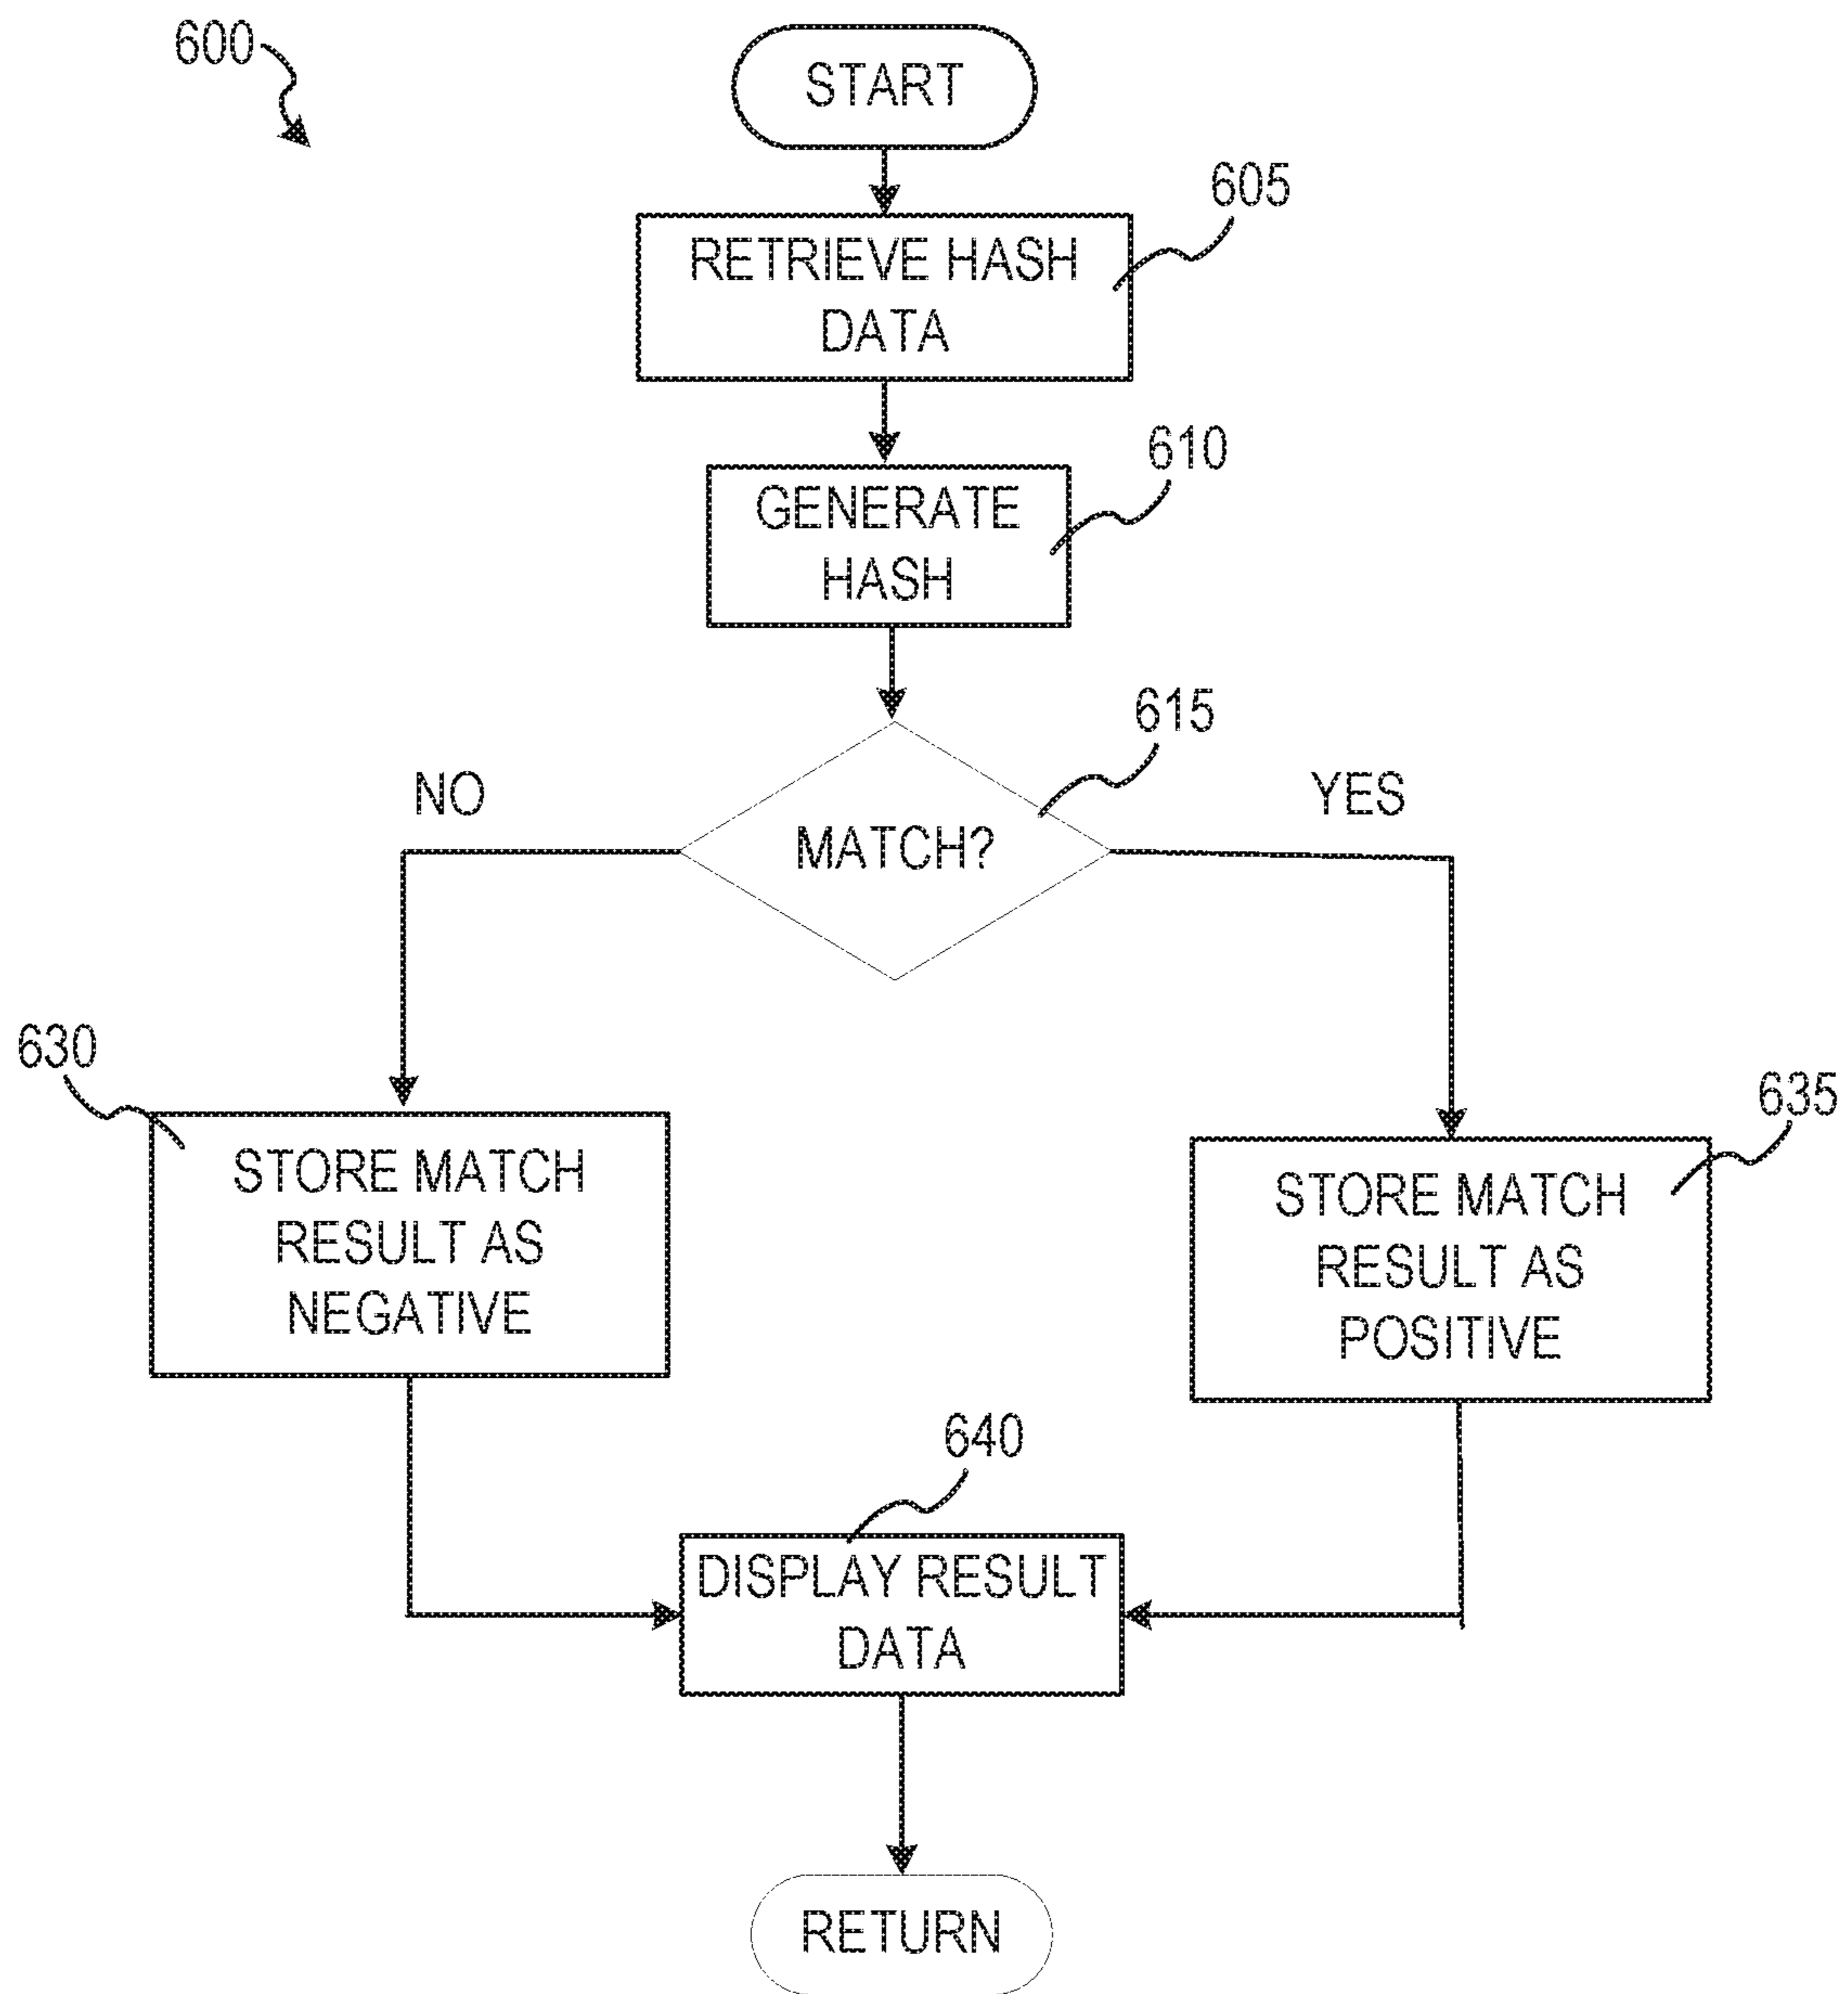 600
START
605
RETRIEVE HASH
DATA
610
GENERATE
HASH
615
NO
YES
MATCH?
630
STORE MATCH
RESULT AS
NEGATIVE
635
STORE MATCH
RESULT AS
POSITIVE
640
DISPLAY RESULT
DATA
RETURN